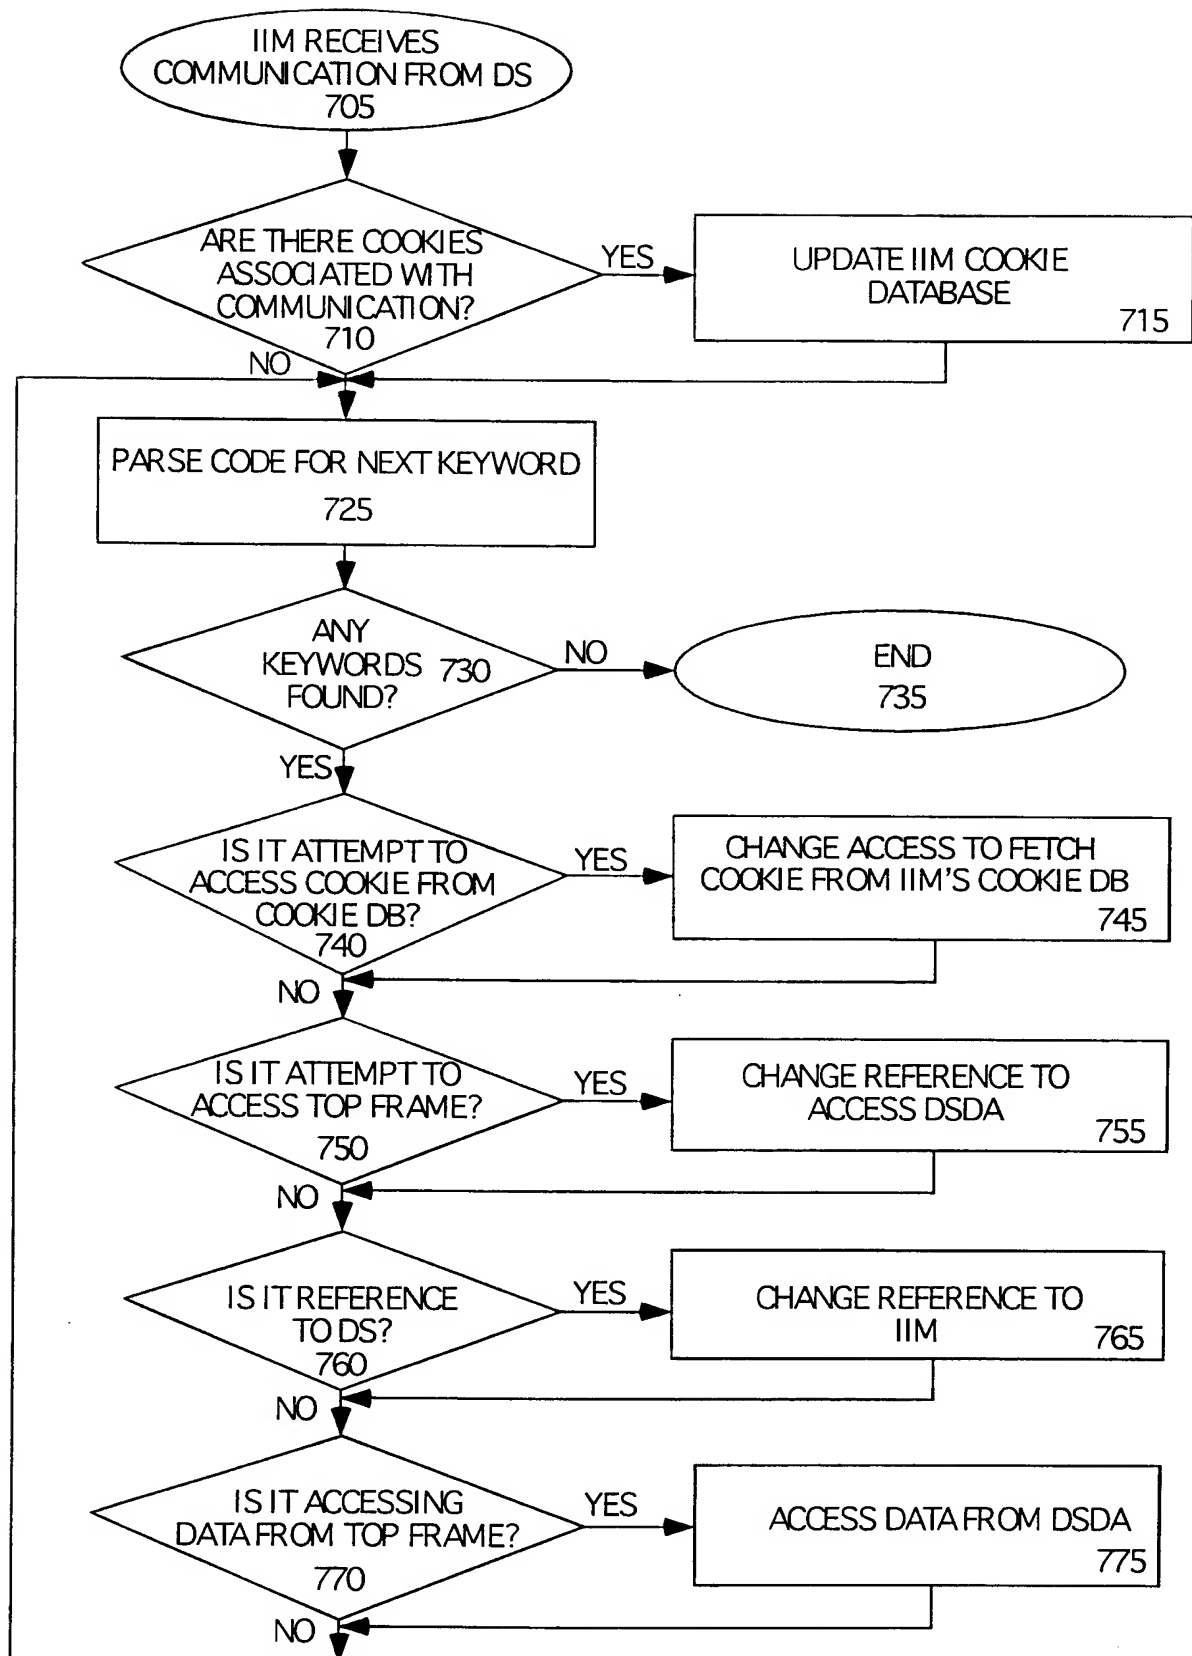 IIM RECEIVES
COMMUNICATION FROM DS
705
ARE THERE COOKIES
ASSOCIATED WITH
COMMUNICATION?
710
YES
UPDATE IIM COOKIE
DATABASE
715
NO
PARSE CODE FOR NEXT KEYWORD
725
ANY
KEYWORDS
FOUND?
730
NO
END
735
YES
IS IT ATTEMPT TO
ACCESS COOKIE FROM
COOKIE DB?
740
YES
CHANGE ACCESS TO FETCH
COOKIE FROM IIM'S COOKIE DB
745
NO
IS IT ATTEMPT TO
ACCESS TOP FRAME?
750
YES
CHANGE REFERENCE TO
ACCESS DSDA
755
NO
IS IT REFERENCE
TO DS?
760
YES
CHANGE REFERENCE TO
IIM
765
NO
IS IT ACCESSING
DATA FROM TOP FRAME?
770
YES
ACCESS DATA FROM DSDA
775
NO